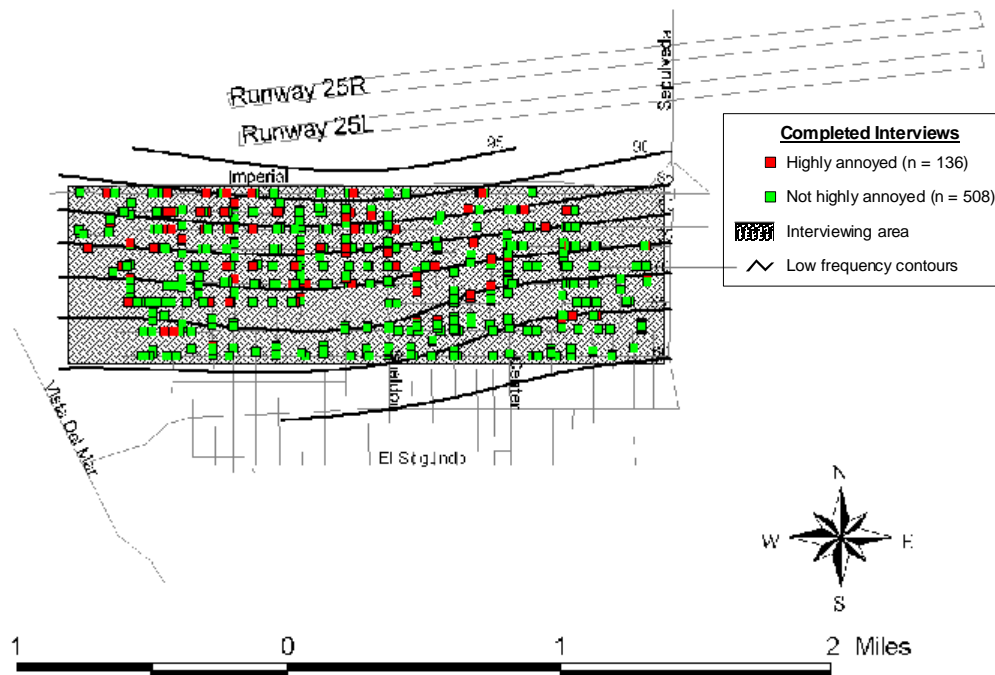 Sepulveda
Runway 25R
Runway 25L
95
90
Imperial
Completed Interviews
Highly annoyed (n = 136)
Not highly annoyed (n = 508)
Interviewing area
Low frequency contours
Center
Vista Del Mar
El Segundo
N
W
E
S
1 0 1 2 Miles